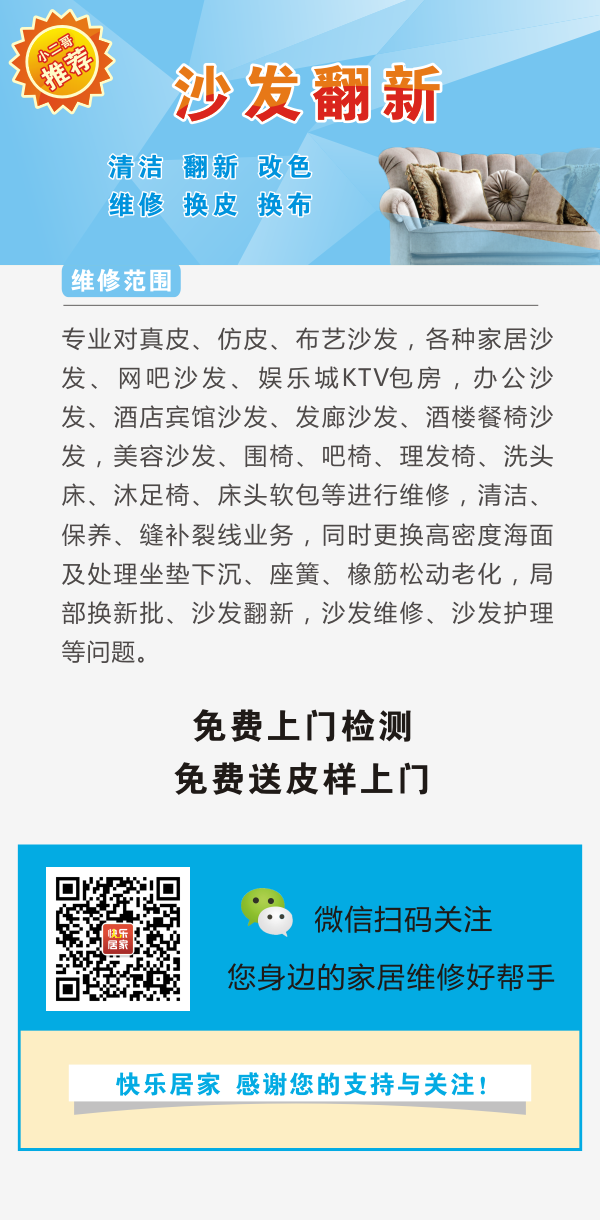 小二哥
推荐
沙发翻新
清洁 翻新 改色
维修 换皮 换布
维修范围
专业对真皮、仿皮、布艺沙发，各种家居沙
发、网吧沙发、娱乐城KTV包房，办公沙
发、酒店宾馆沙发、发廊沙发、酒楼餐椅沙
发，美容沙发、围椅、吧椅、理发椅、洗头
床、沐足椅、床头软包等进行维修，清洁、
保养、缝补裂线业务，同时更换高密度海面
及处理坐垫下沉、座簧、橡筋松动老化，局
部换新批、沙发翻新，沙发维修、沙发护理
等问题。
免费上门检测
免费送皮样上门
快乐
居家
微信扫码关注
您身边的家居维修好帮手
快乐居家 感谢您的支持与关注!